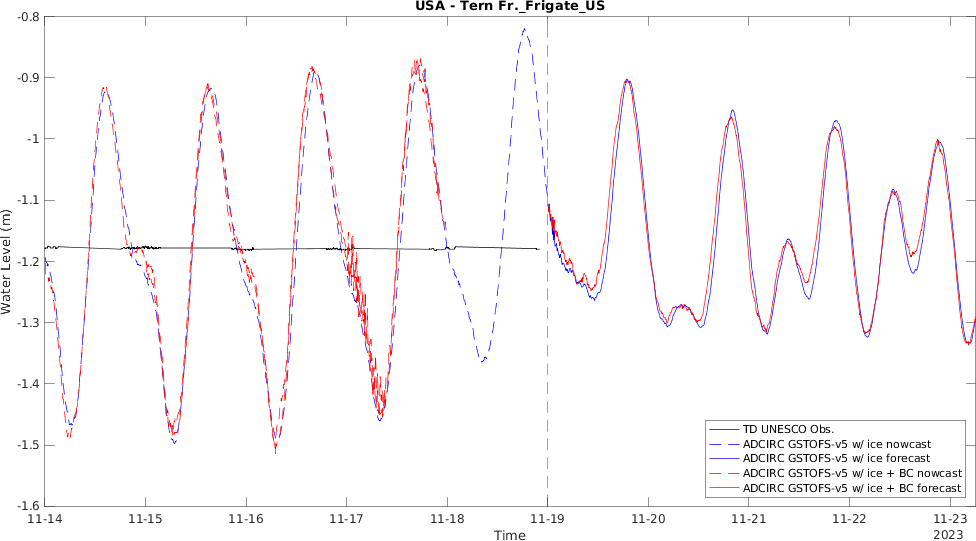 USA - Tern Fr._Frigate_US
Water Level (m)
-0.8
-0.9
-1
-1.1
-1.2
-1.3
-1.4
-1.5
-1.6
TD UNESCO Obs.
ADCIRC GSTOFS-v5 w/ ice nowcast
ADCIRC GSTOFS-v5 w/ ice forecast
ADCIRC GSTOFS-v5 w/ ice + BC nowcast
ADCIRC GSTOFS-v5 w/ ice + BC forecast
11-14 11-15 11-16 11-17 11-18 11-19 11-20 11-21 11-22 11-23
Time
2023